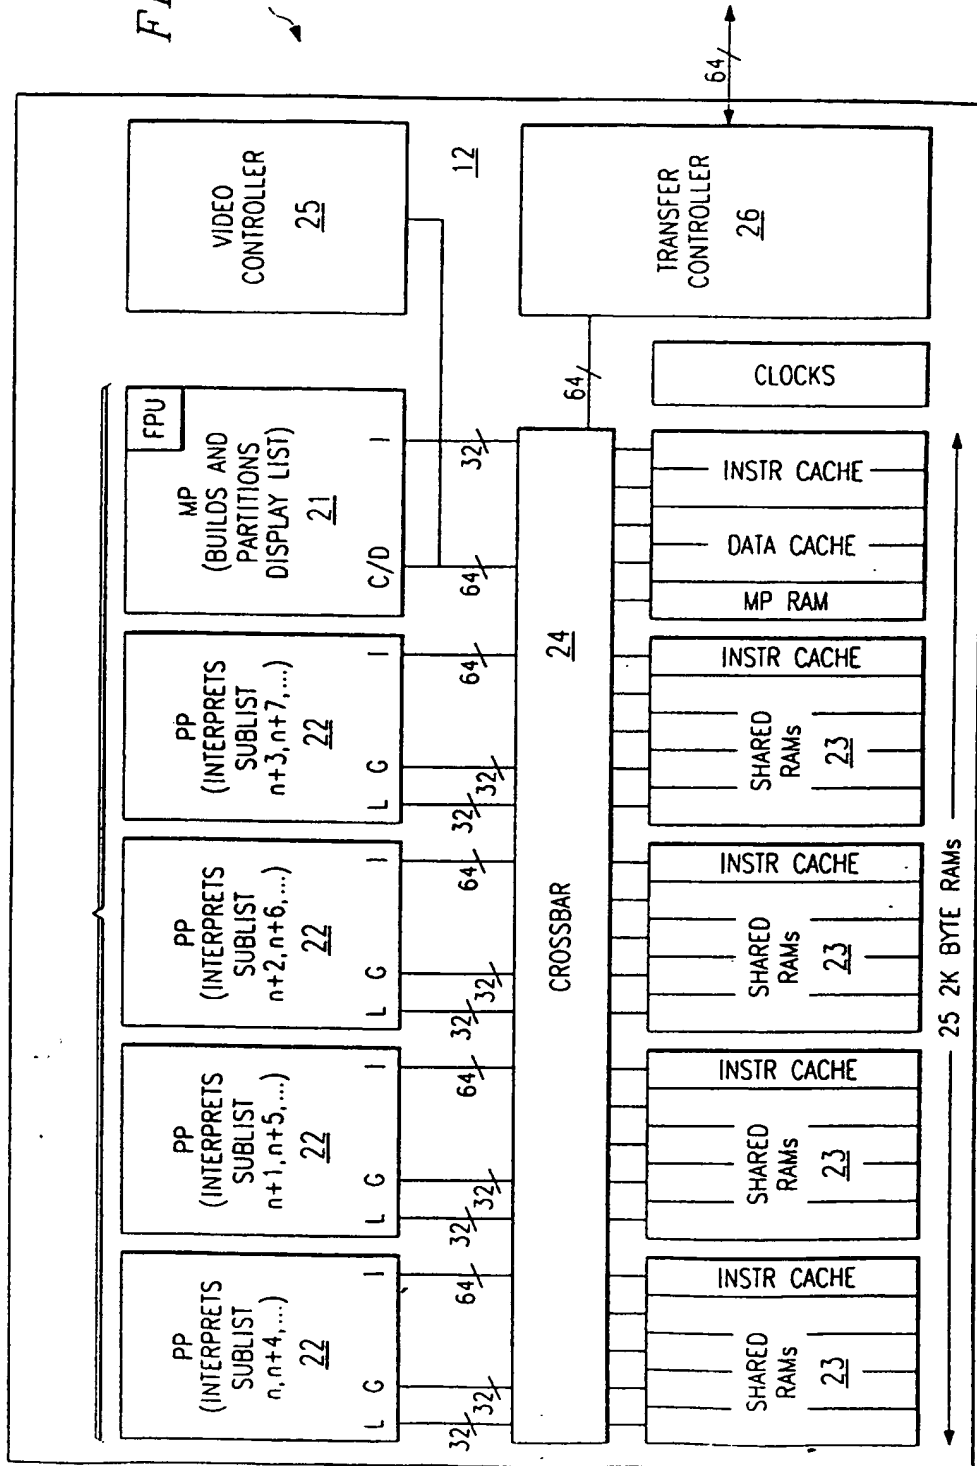 FI
64
12
VIDEO
CONTROLLER
25
TRANSFER
CONTROLLER
26
64
CLOCKS
FPU
MP
(BUILDS AND
PARTITIONS
DISPLAY LIST)
21
C/D I
64 32
PP
(INTERPRETS
SUBLIST
n+3,n+7,...)
22
L G I
32 32 64
PP
(INTERPRETS
SUBLIST
n+2,n+6,...)
22
L G I
32 32 64
PP
(INTERPRETS
SUBLIST
n+1,n+5,...)
22
L G I
32 32 64
PP
(INTERPRETS
SUBLIST
n,n+4,...)
22
L G I
32 32 64
CROSSBAR 24
INSTR CACHE
DATA CACHE
MP RAM
INSTR CACHE
SHARED
RAMs 23
INSTR CACHE
SHARED
RAMs 23
INSTR CACHE
SHARED
RAMs 23
INSTR CACHE
SHARED
RAMs 23
25 2K BYTE RAMs